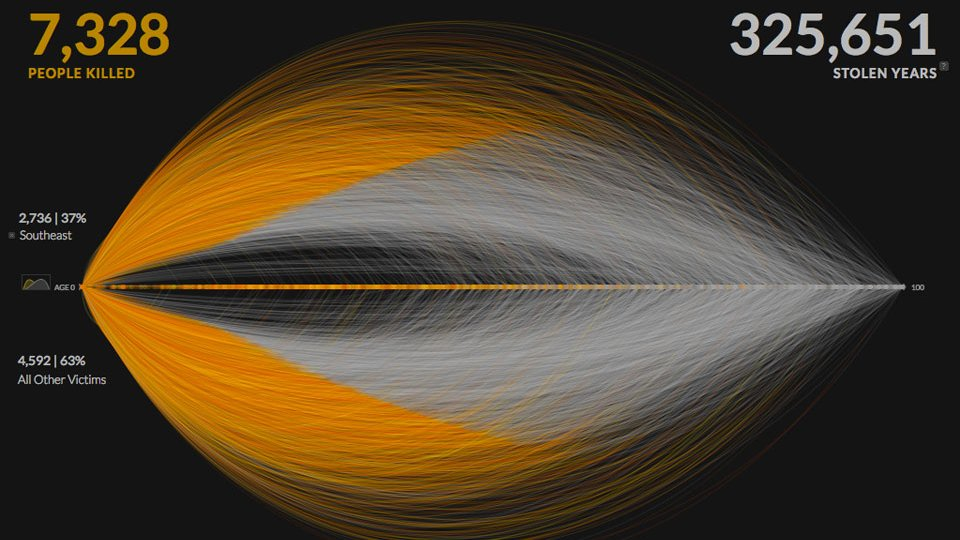 7,328
PEOPLE KILLED
325,651
STOLEN YEARS ?
2,736 | 37%
Southeast
AGE 0
100
4,592 | 63%
All Other Victims